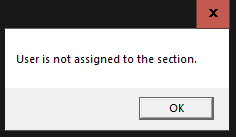 User is not assigned to the section.
OK